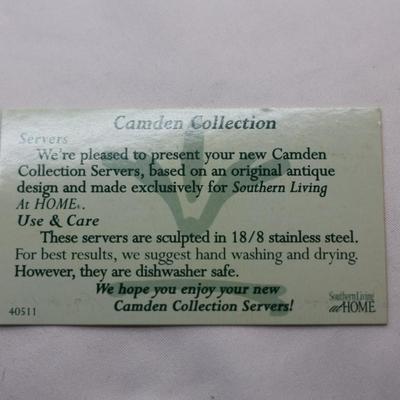 Camden Collection
Servers
We're pleased to present your new Camden
Collection Servers, based on an original antique
design and made exclusively for Southern Living
At HOME®.
Use & Care
These servers are sculpted in 18/8 stainless steel.
For best results, we suggest hand washing and drying.
However, they are dishwasher safe.
We hope you enjoy your new
Camden Collection Servers!
40511
Southern Living
at HOME